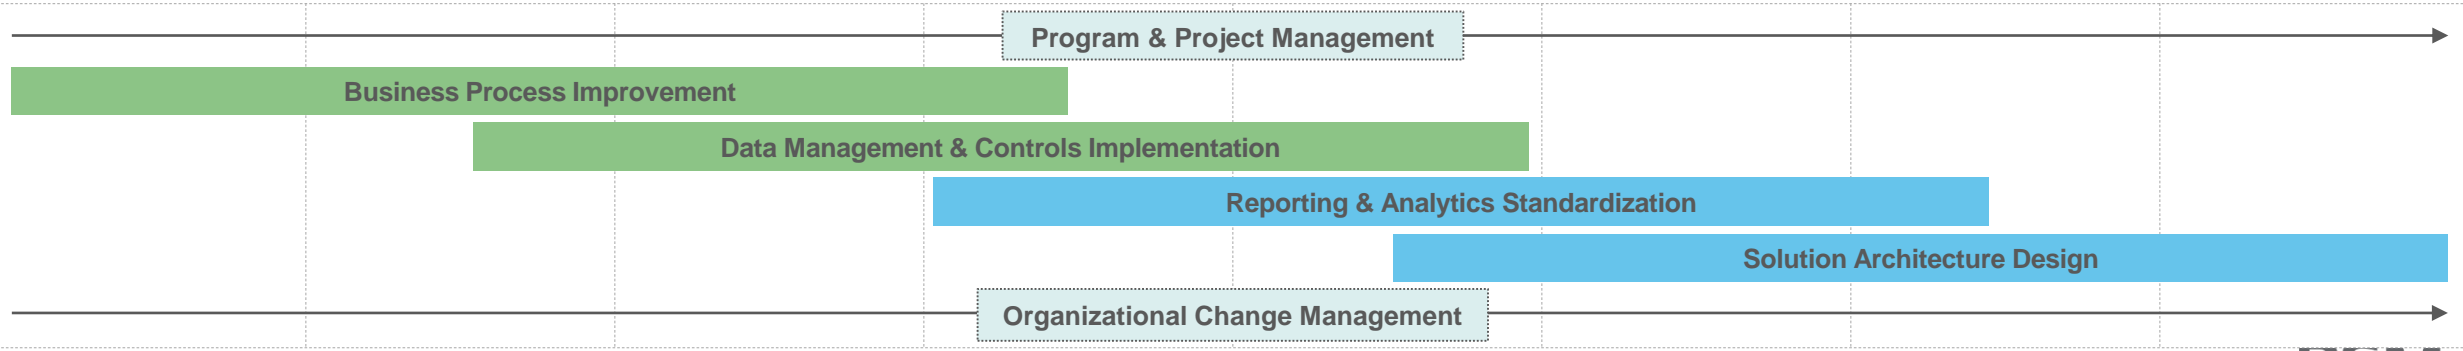 Program & Project Management
Business Process Improvement
Data Management & Controls Implementation
Reporting & Analytics Standardization
Solution Architecture Design
Organizational Change Management